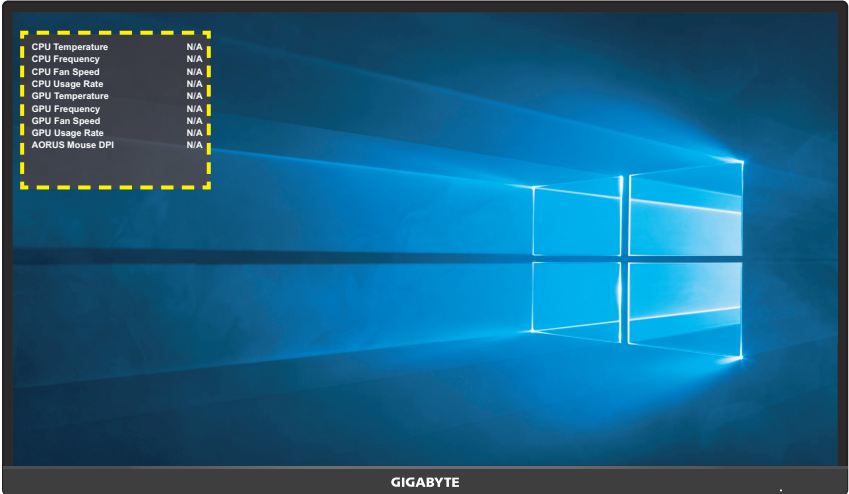 CPU Temperature N/A
CPU Frequency N/A
CPU Fan Speed N/A
CPU Usage Rate N/A
GPU Temperature N/A
GPU Frequency N/A
GPU Fan Speed N/A
GPU Usage Rate N/A
AORUS Mouse DPI N/A
GIGABYTE